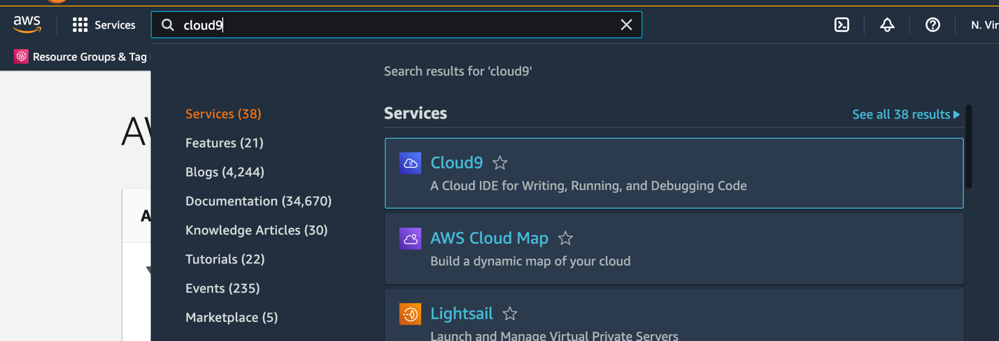 aws
Services
cloud9
N. Vir
Resource Groups & Tag
Search results for 'cloud9'
Services (38)
Features (21)
Blogs (4,244)
Documentation (34,670)
Knowledge Articles (30)
Tutorials (22)
Events (235)
Marketplace (5)
Services
See all 38 results
9
Cloud9
A Cloud IDE for Writing, Running, and Debugging Code
AWS Cloud Map
Build a dynamic map of your cloud
Lightsail
Launch and Manage Virtual Private Servers